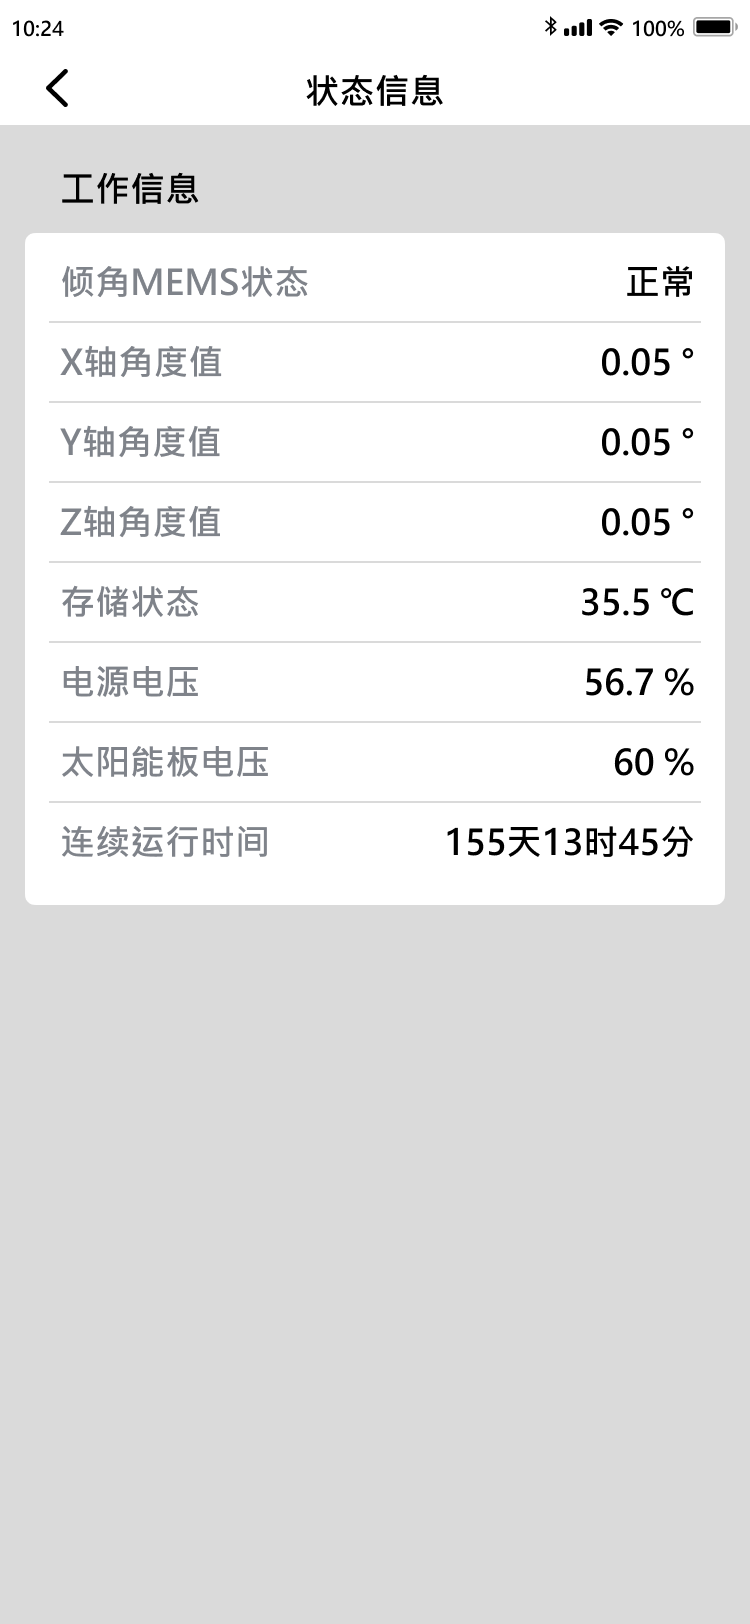 10:24 100%
状态信息
工作信息
倾角MEMS状态 正常
X轴角度值 0.05 °
Y轴角度值 0.05 °
Z轴角度值 0.05 °
存储状态 35.5 ℃
电源电压 56.7 %
太阳能板电压 60 %
连续运行时间 155天13时45分